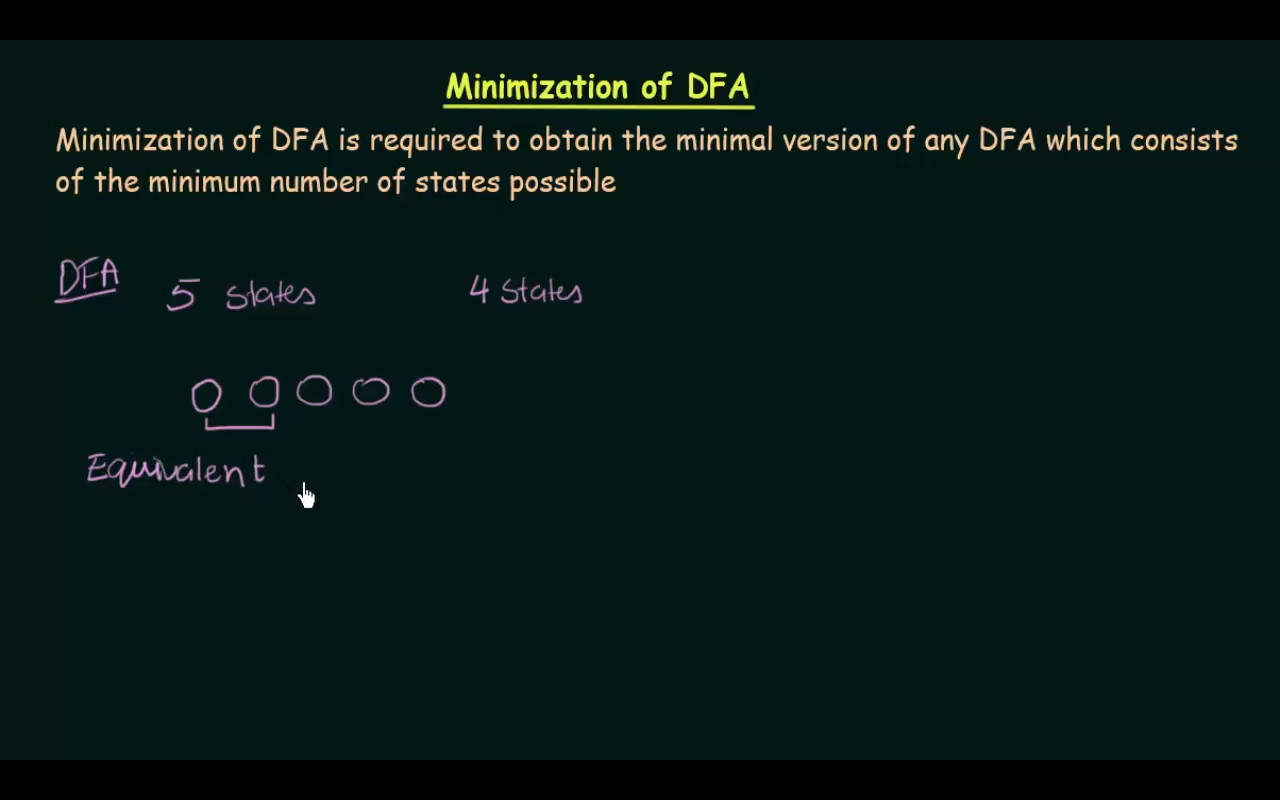 Minimization of DFA
Minimization of DFA is required to obtain the minimal version of any DFA which consists
of the minimum number of states possible
DFA 5 states 4 states
Equivalent